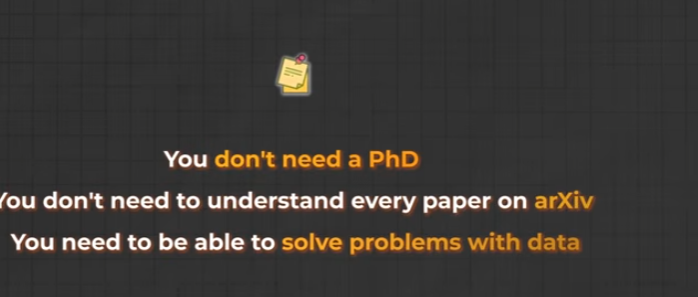 You don't need a PhD
You don't need to understand every paper on arXiv
You need to be able to solve problems with data